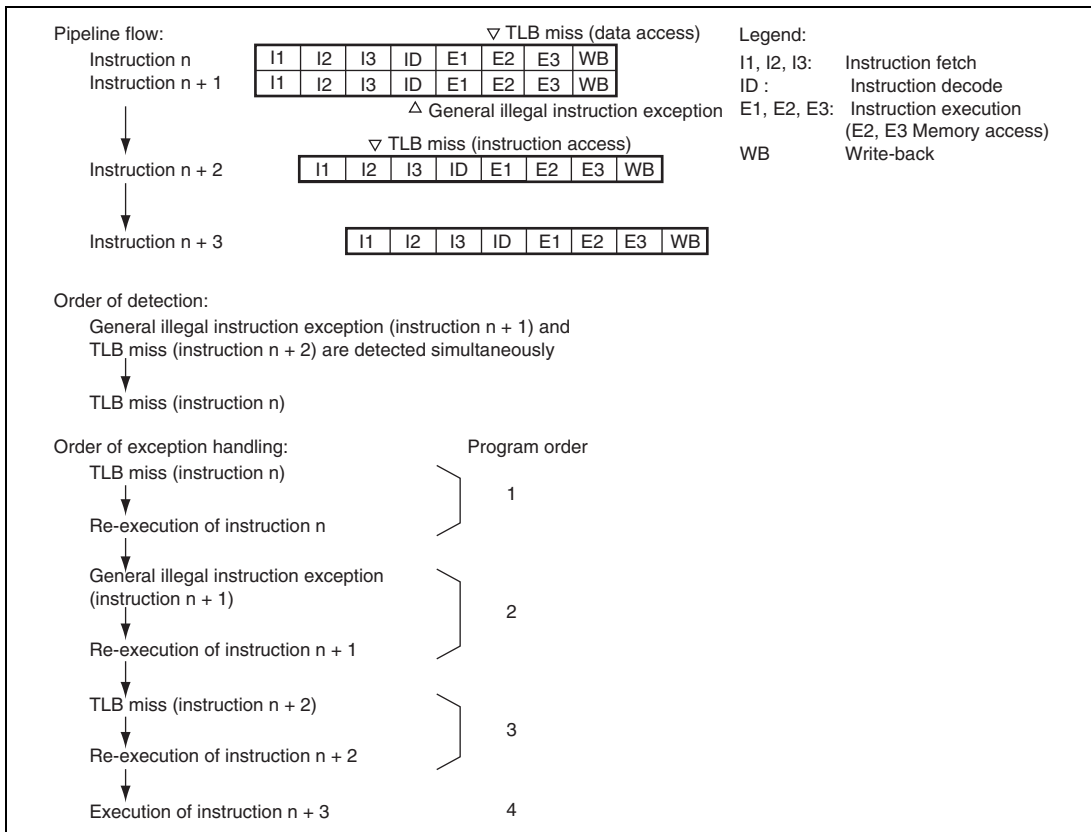 Pipeline flow:
▽ TLB miss (data access)
Instruction n
I1 I2 I3 ID E1 E2 E3 WB
Instruction n + 1
I1 I2 I3 ID E1 E2 E3 WB
△ General illegal instruction exception
▽ TLB miss (instruction access)
Instruction n + 2
I1 I2 I3 ID E1 E2 E3 WB
Instruction n + 3
I1 I2 I3 ID E1 E2 E3 WB
Legend:
I1, I2, I3: Instruction fetch
ID : Instruction decode
E1, E2, E3: Instruction execution
(E2, E3 Memory access)
WB Write-back
Order of detection:
General illegal instruction exception (instruction n + 1) and
TLB miss (instruction n + 2) are detected simultaneously
TLB miss (instruction n)
Order of exception handling: Program order
TLB miss (instruction n)
1
Re-execution of instruction n
General illegal instruction exception
(instruction n + 1)
2
Re-execution of instruction n + 1
TLB miss (instruction n + 2)
3
Re-execution of instruction n + 2
Execution of instruction n + 3 4